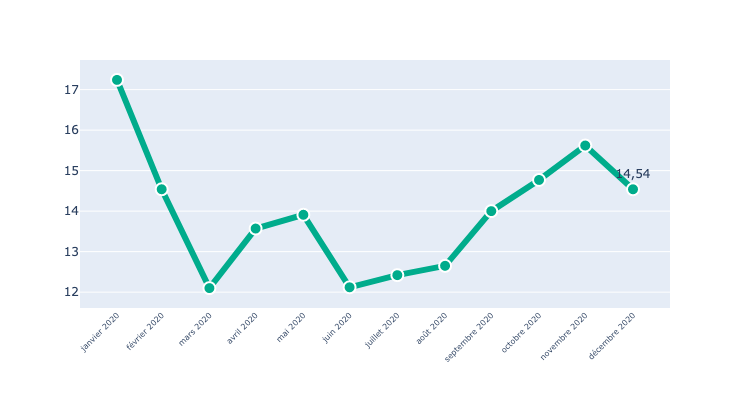 17
16
15
14,54
14
13
12
janvier 2020
février 2020
mars 2020
avril 2020
mai 2020
juin 2020
juillet 2020
août 2020
septembre 2020
octobre 2020
novembre 2020
décembre 2020